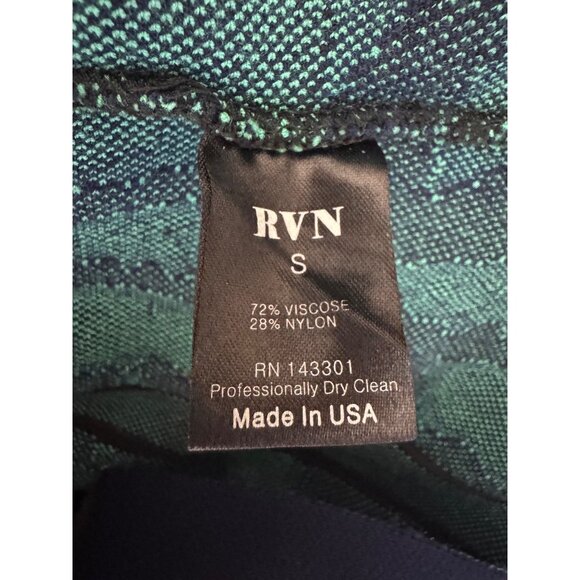 RVN
S
72% VISCOSE
28% NYLON
RN 143301
Professionally Dry Clean
Made In USA